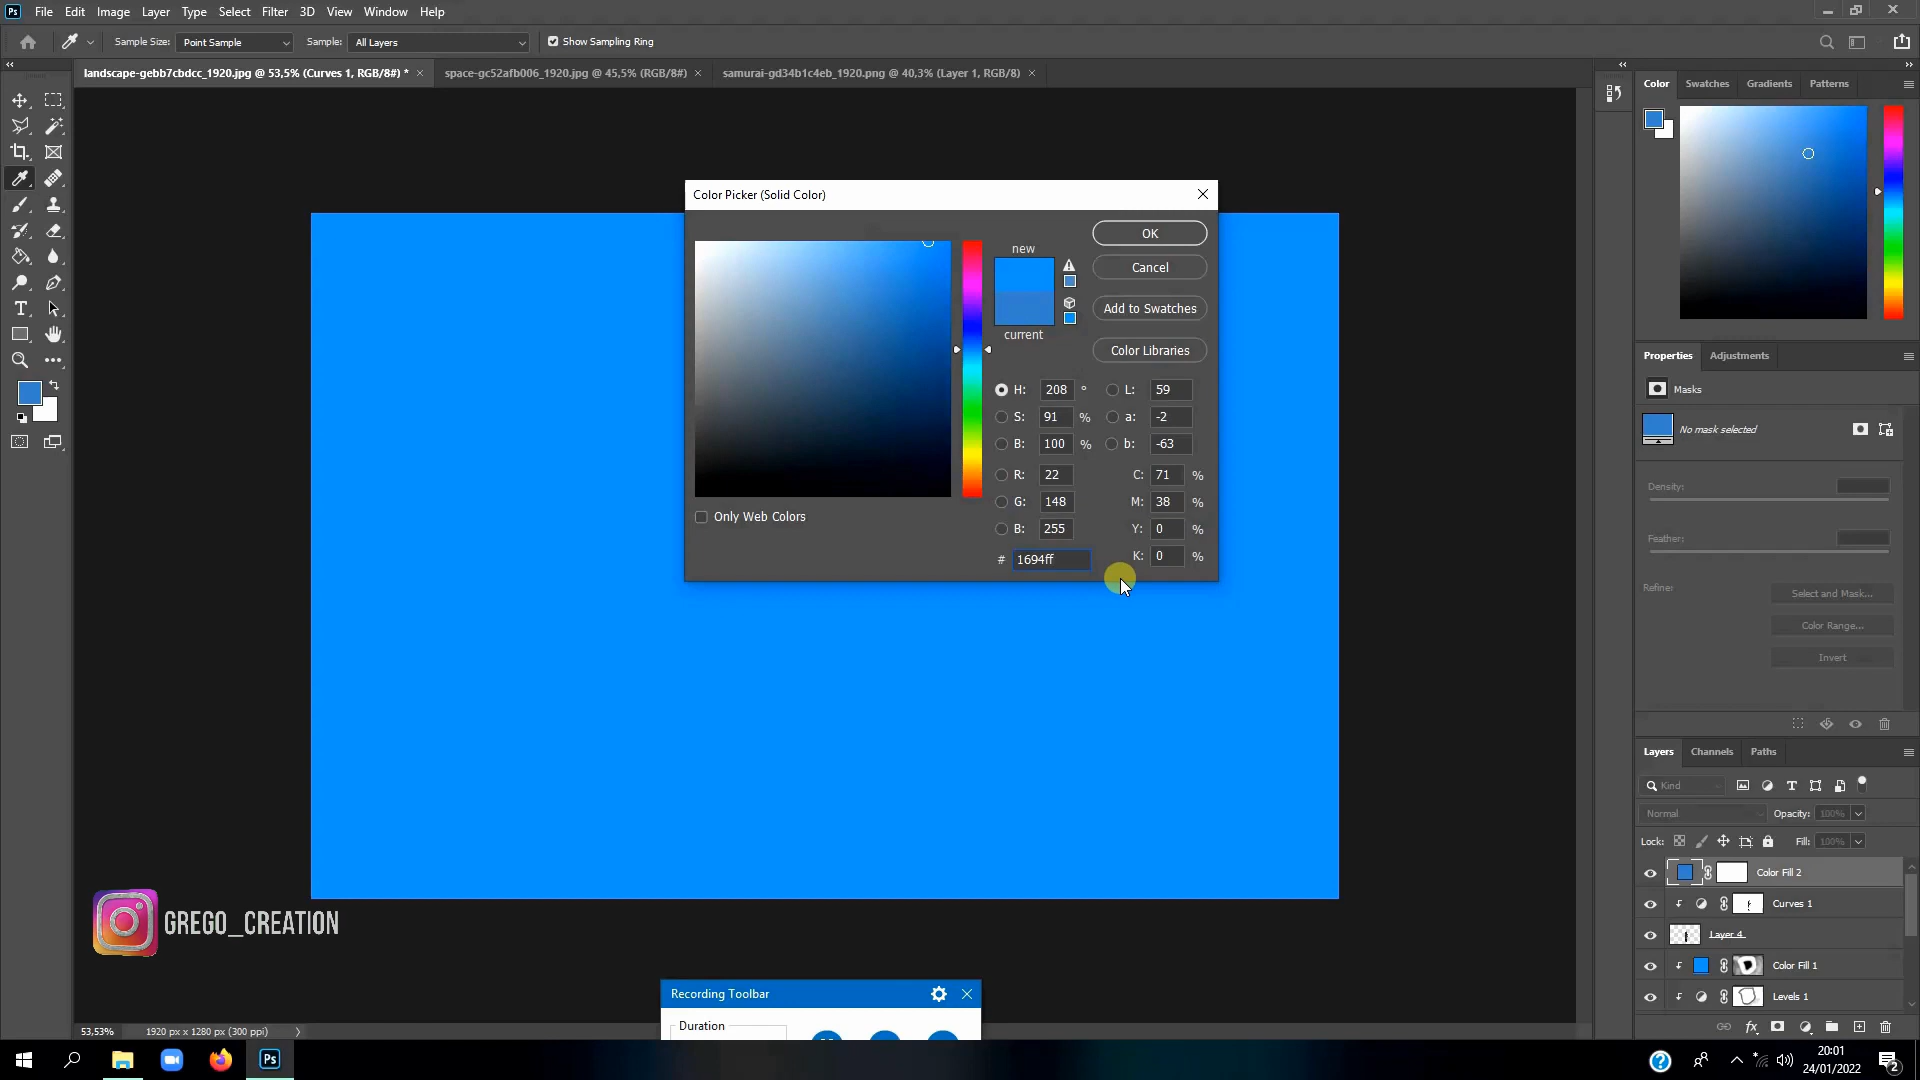 Ps File Edit Image Layer Type Select Filter 3D View Window Help
Sample Size: Point Sample Sample: All Layers Show Sampling Ring
landscape-gebb7cbdcc_1920.jpg @ 53,5% (Curves 1, RGB/8#) * × space-gc52afb006_1920.jpg @ 45,5% (RGB/8#) × samurai-gd34b1c4eb_1920.png @ 40,3% (Layer 1, RGB/8) ×
Color Swatches Gradients Patterns
Color Picker (Solid Color)
new
current
OK
Cancel
Add to Swatches
Color Libraries
H: 208 ° L: 59
S: 91 % a: -2
B: 100 % b: -63
R: 22 C: 71 %
G: 148 M: 38 %
B: 255 Y: 0 %
# 1694ff K: 0 %
Only Web Colors
Properties Adjustments
Masks
No mask selected
Density:
Feather:
Refine: Select and Mask...
Color Range...
Invert
Layers Channels Paths
Kind
Normal Opacity: 100%
Lock: Fill: 100%
Color Fill 2
Curves 1
Layer 4
Color Fill 1
Levels 1
GREGO_CREATION
Recording Toolbar
Duration
53,53% 1920 px x 1280 px (300 ppi)
Ps
20:01
24/01/2022
2